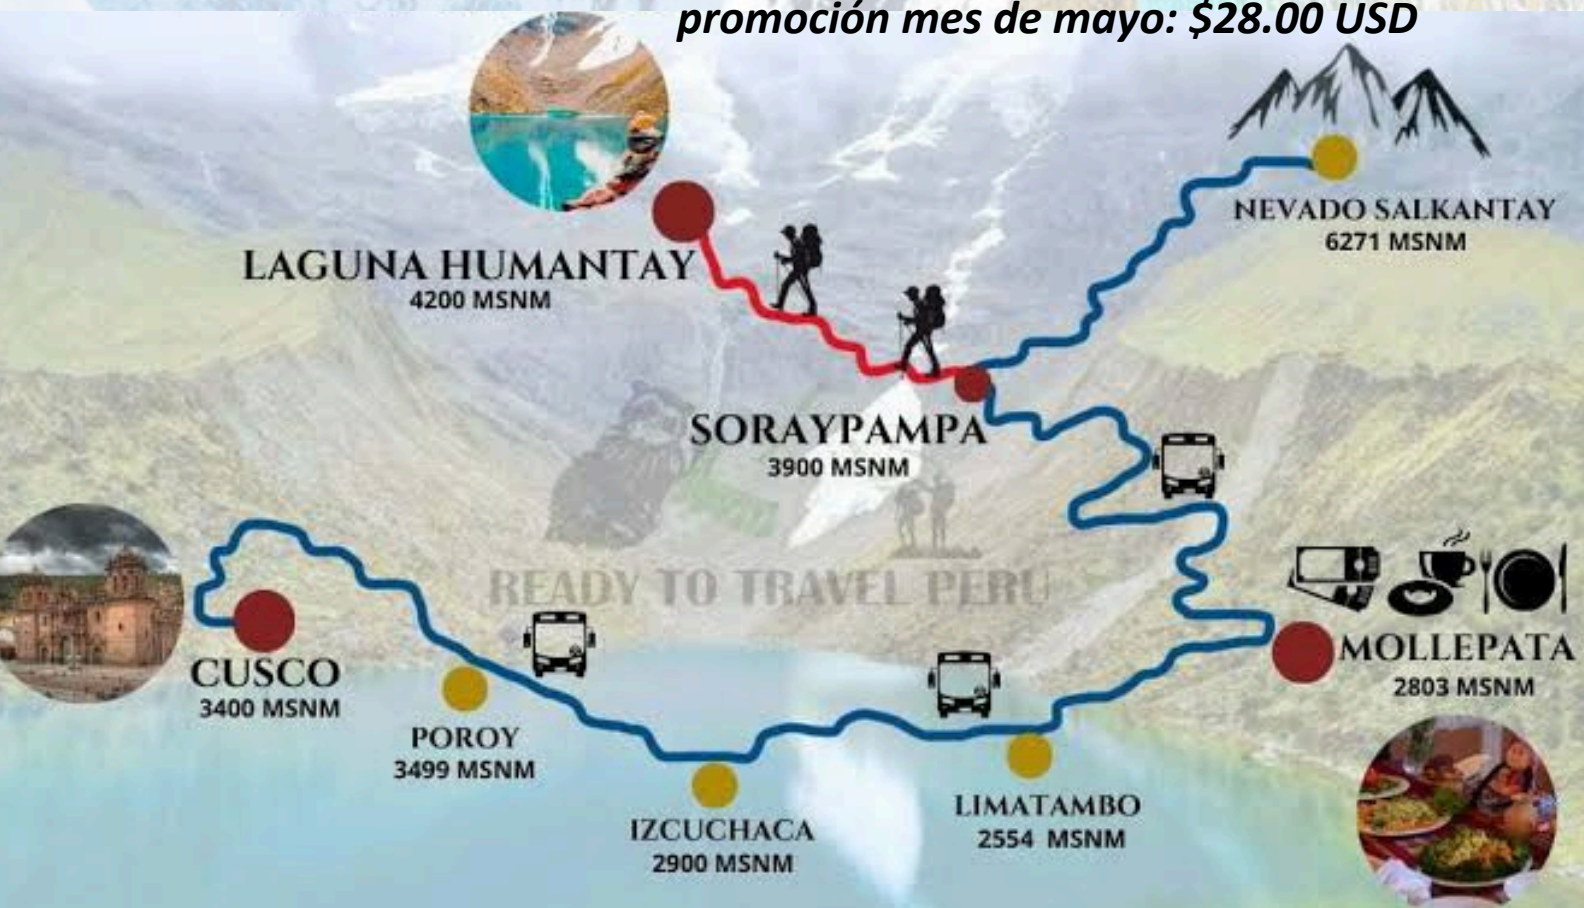 promoción mes de mayo: $28.00 USD
NEVADO SALKANTAY
6271 MSNM
LAGUNA HUMANTAY
4200 MSNM
SORAYPAMPA
3900 MSNM
READY TO TRAVEL PERU
MOLLEPATA
2803 MSNM
CUSCO
3400 MSNM
POROY
3499 MSNM
IZCUCHACA
2900 MSNM
LIMATAMBO
2554 MSNM